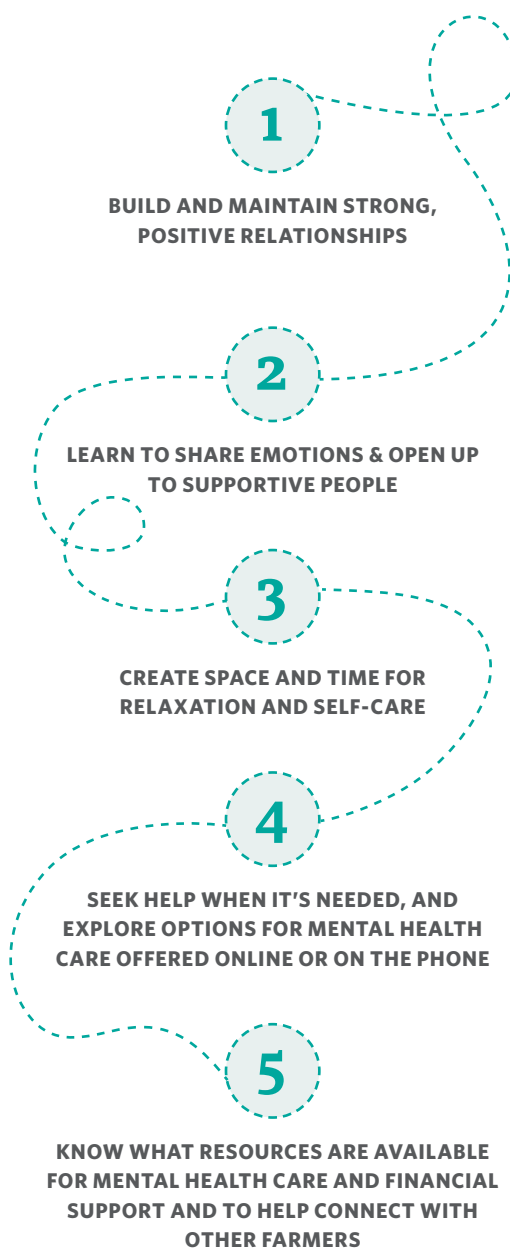 1
BUILD AND MAINTAIN STRONG,
POSITIVE RELATIONSHIPS
2
LEARN TO SHARE EMOTIONS & OPEN UP
TO SUPPORTIVE PEOPLE
3
CREATE SPACE AND TIME FOR
RELAXATION AND SELF-CARE
4
SEEK HELP WHEN IT'S NEEDED, AND
EXPLORE OPTIONS FOR MENTAL HEALTH
CARE OFFERED ONLINE OR ON THE PHONE
5
KNOW WHAT RESOURCES ARE AVAILABLE
FOR MENTAL HEALTH CARE AND FINANCIAL
SUPPORT AND TO HELP CONNECT WITH
OTHER FARMERS